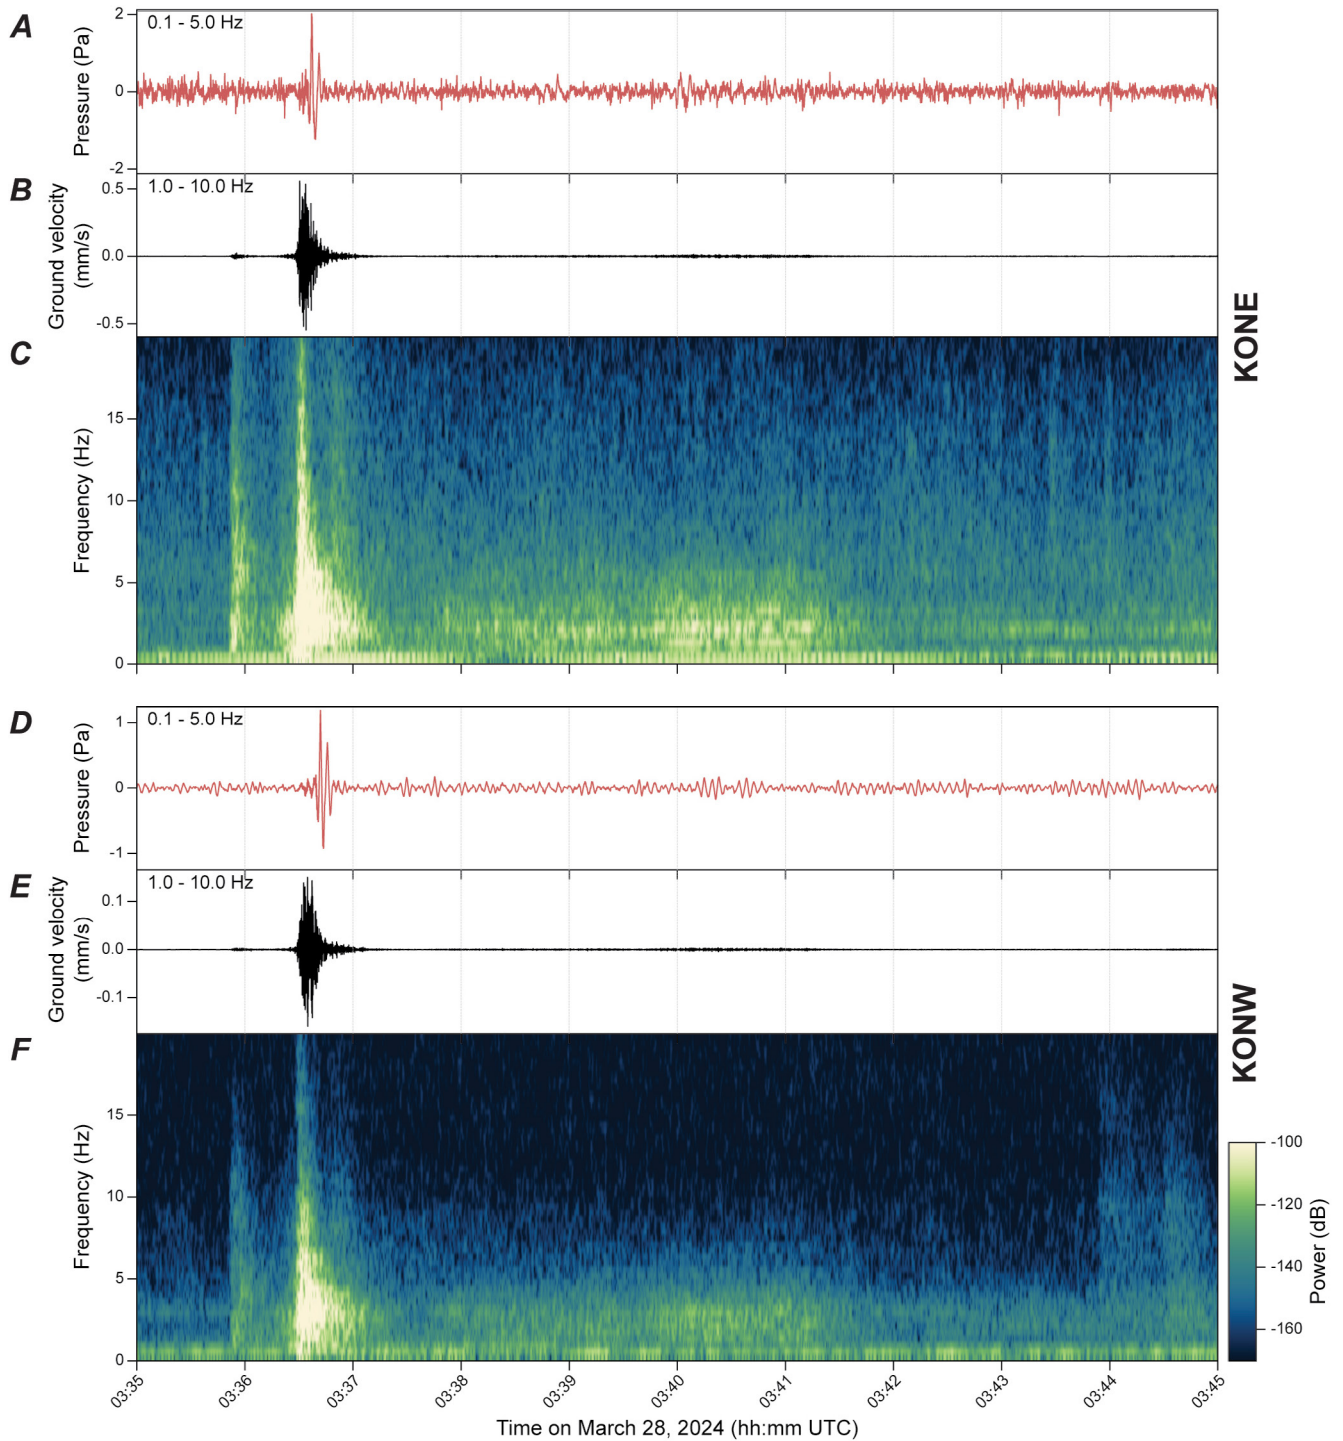 A
0.1 - 5.0 Hz
Pressure (Pa)
2
0
-2
B
1.0 - 10.0 Hz
Ground velocity
(mm/s)
0.5
0.0
-0.5
KONE
C
Frequency (Hz)
15
10
5
0
D
0.1 - 5.0 Hz
Pressure (Pa)
1
0
-1
E
1.0 - 10.0 Hz
Ground velocity
(mm/s)
0.1
0.0
-0.1
KONW
F
Frequency (Hz)
15
10
5
0
-100
-120
-140
-160
Power (dB)
03:35 03:36 03:37 03:38 03:39 03:40 03:41 03:42 03:43 03:44 03:45
Time on March 28, 2024 (hh:mm UTC)